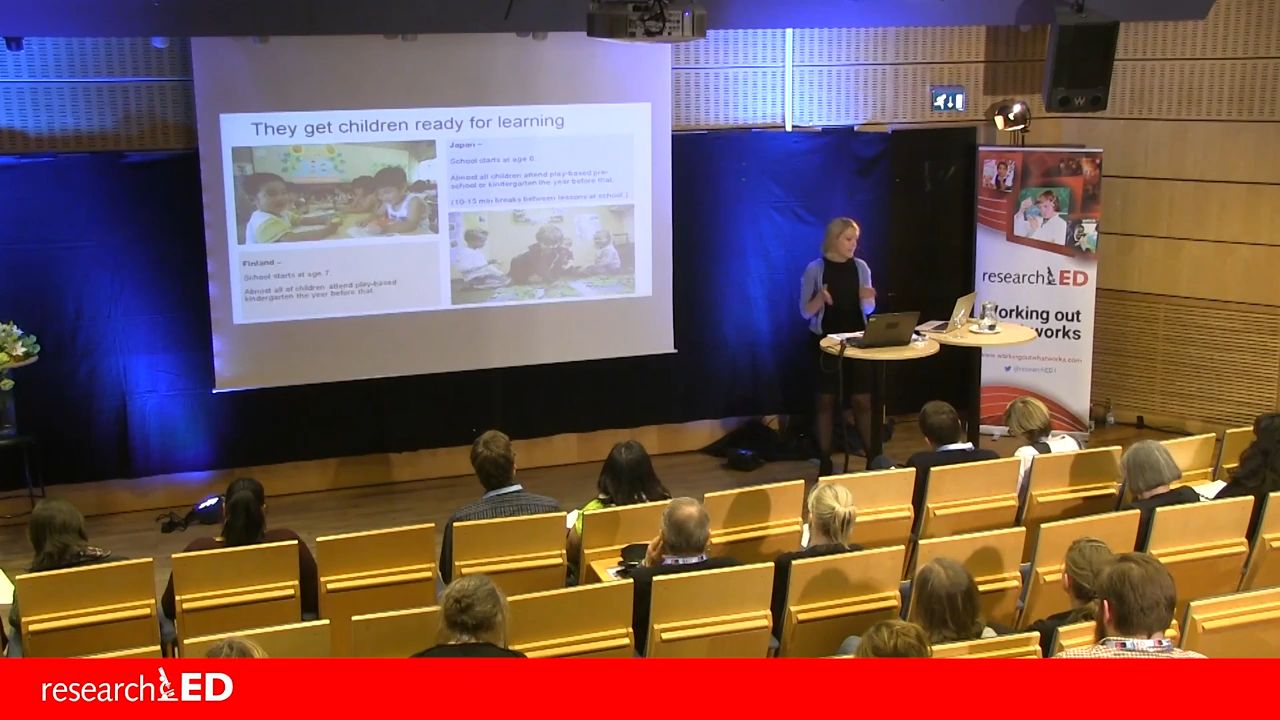 They get children ready for learning
Japan –
School starts at age 6.
Almost all children attend play-based pre-
school or kindergarten the year before that.
(10-15 min breaks between lessons at school.)
Finland –
School starts at age 7.
Almost all of children attend play-based
kindergarten the year before that.
researchED
orking out
works
www.workingoutwhatworks.com
@researchED1
W
researchED